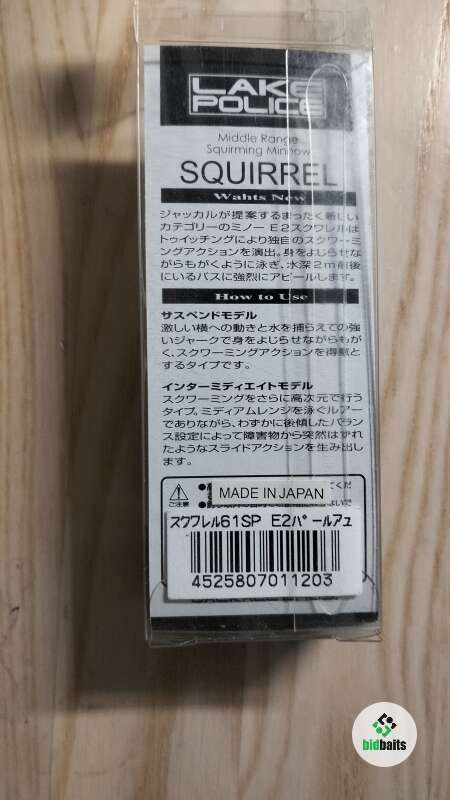 LAKE
POLICE
Middle Range
Squirming Minnow
SQUIRREL
Wahts New
ジャッカルが提案するまったく新しい
カテゴリーのミノー E2スクワレルは
トゥイッチングにより独自のスクワーミ
ングアクションを演出。身をよじらせな
がらもがくように泳ぎ、水深2m前後
にいるバスに強烈にアピールします。
How to Use
サスペンドモデル
激しい横への動きと水を捕らえての強
いジャークで身をよじらせながらもが
く、スクワーミングアクションを得意と
するタイプです。
インターミディエイトモデル
スクワーミングをさらに高次元で行う
タイプ。ミディアムレンジを泳ぐルアー
でありながら、わずかに後傾したバラン
ス設定によって障害物から突然はずれ
たようなスライドアクションを生み出し
ます。
ご注意
MADE IN JAPAN
スクワレル61SP E2パールアユ
4525807011203
bidbaits